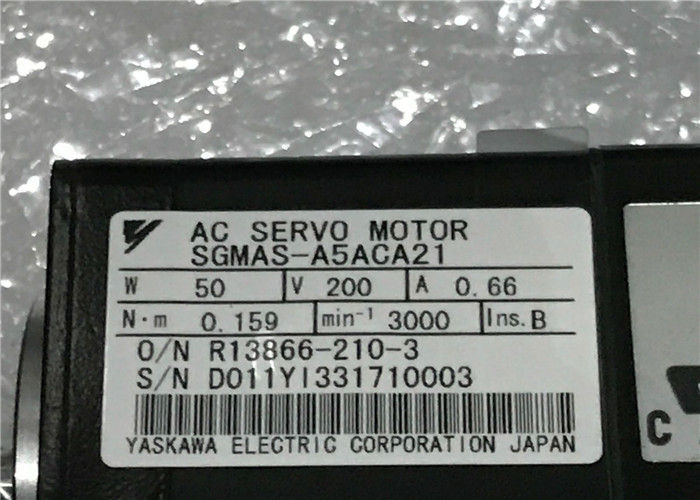 AC SERVO MOTOR
SGMAS-A5ACA21
W 50 V 200 A 0.66
N·m 0.159 min⁻¹ 3000 Ins. B
O/N R13866-210-3
S/N D011YI331710003
YASKAWA ELECTRIC CORPORATION JAPAN
C